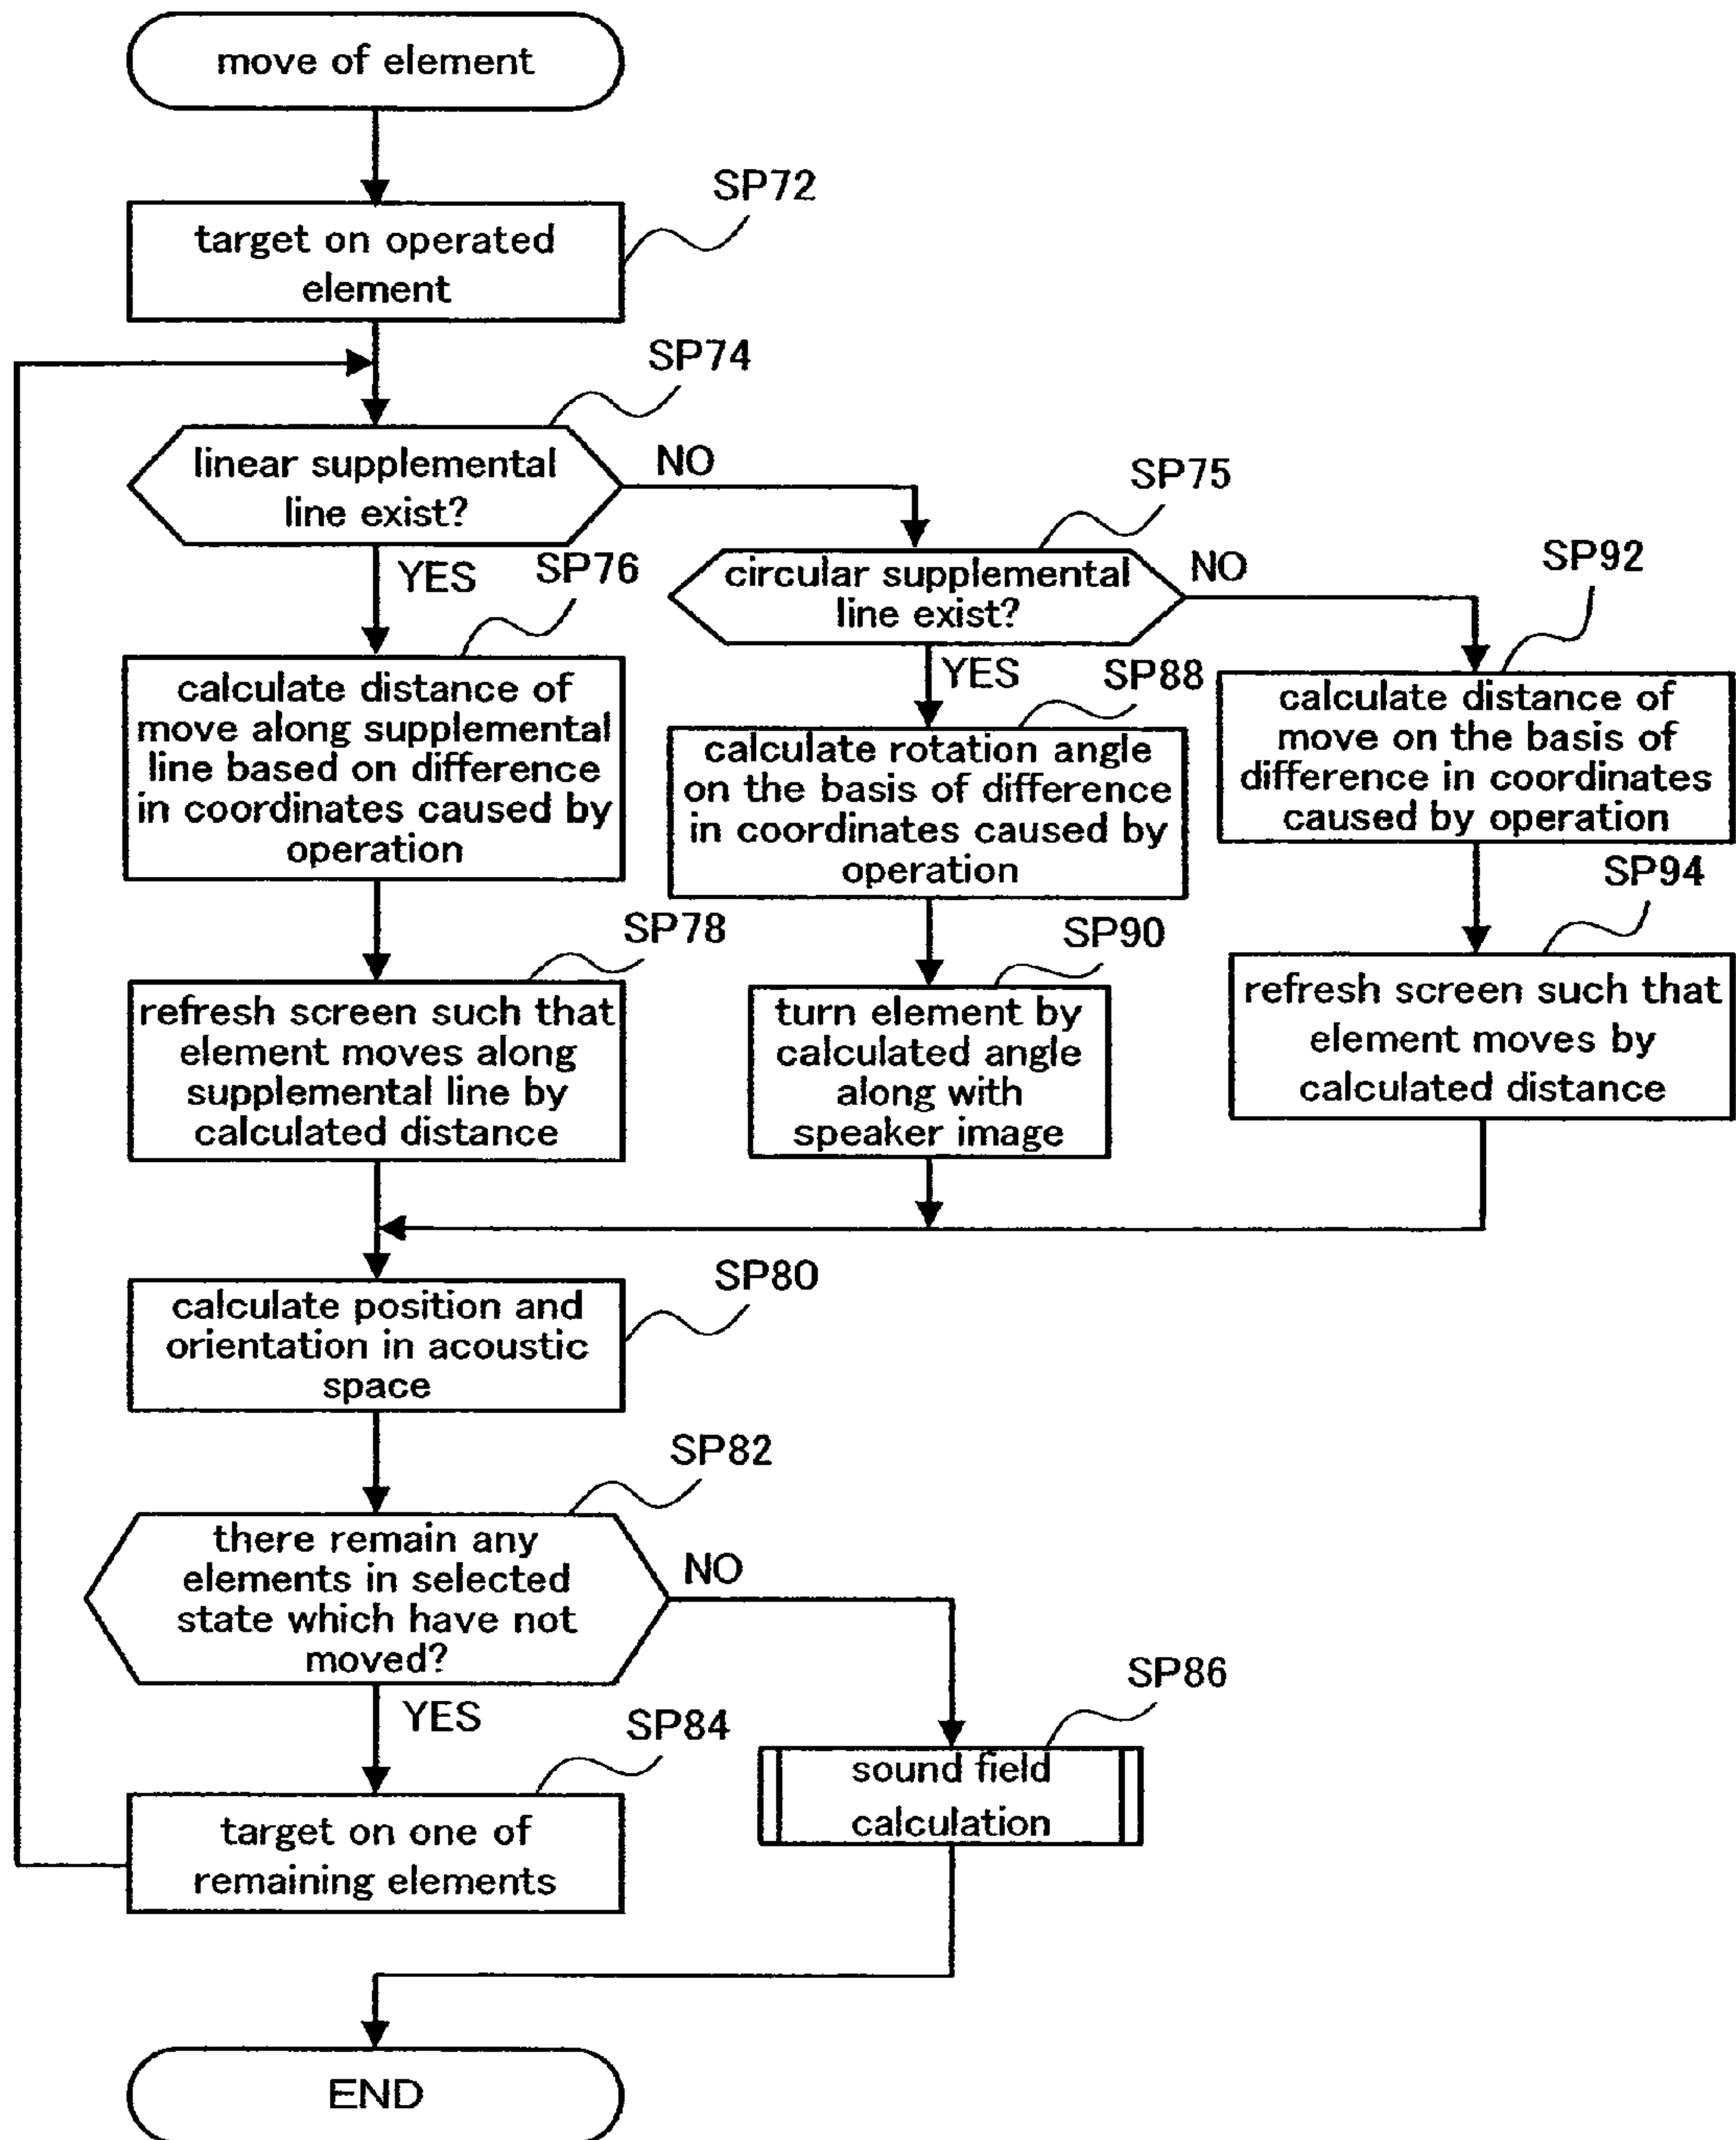 move of element
SP72
target on operated
element
SP74
linear supplemental
line exist?
NO
YES
SP75
circular supplemental
line exist?
NO
YES
SP76
calculate distance of
move along supplemental
line based on difference
in coordinates caused by
operation
SP88
calculate rotation angle
on the basis of difference
in coordinates caused by
operation
SP92
calculate distance of
move on the basis of
difference in coordinates
caused by operation
SP78
refresh screen such that
element moves along
supplemental line by
calculated distance
SP90
turn element by
calculated angle
along with
speaker image
SP94
refresh screen such that
element moves by
calculated distance
SP80
calculate position and
orientation in acoustic
space
SP82
there remain any
elements in selected
state which have not
moved?
NO
YES
SP84
target on one of
remaining elements
SP86
sound field
calculation
END